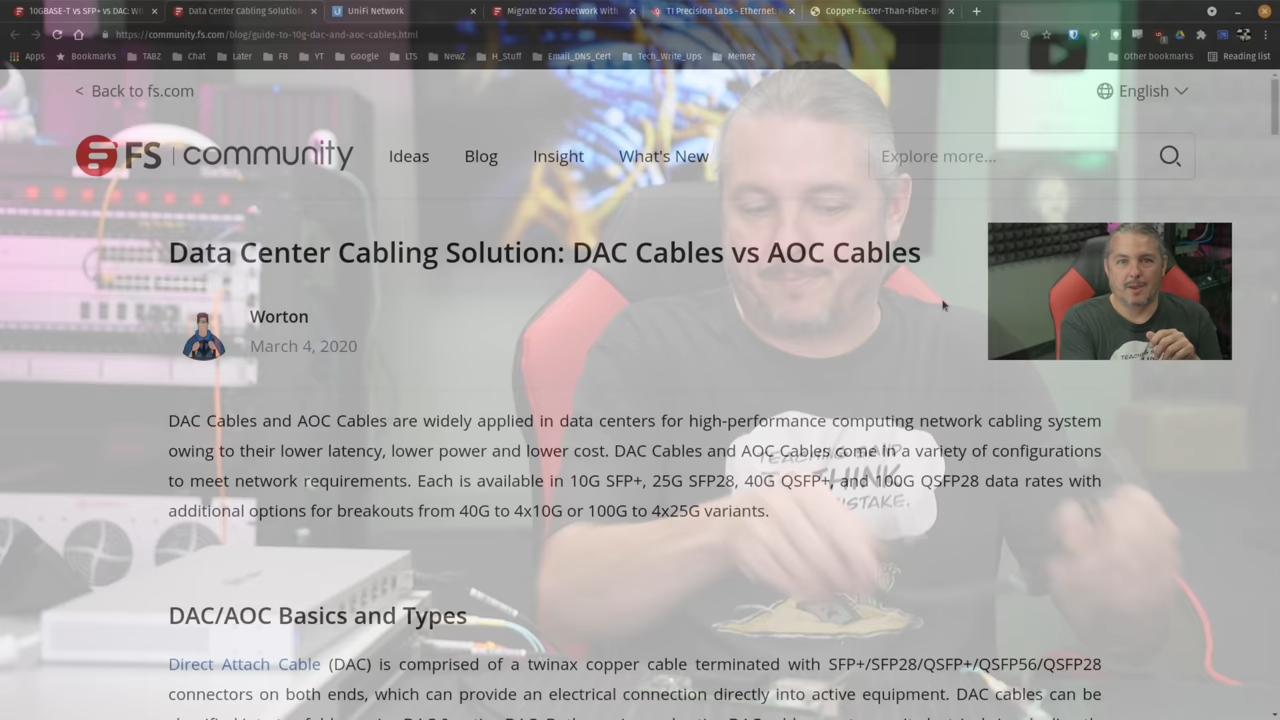 10GBASE-T vs SFP+ vs DAC: Wh
Data Center Cabling Solution:
UniFi Network
Migrate to 25G Network With
TI Precision Labs - Ethernet:
Copper-Faster-Than-Fiber-Br
https://community.fs.com/blog/guide-to-10g-dac-and-aoc-cables.html
Apps Bookmarks TABZ Chat Later FB YT Google LTS NewZ H_Stuff Email_DNS_Cert Tech_Write_Ups Memez Other bookmarks Reading list
< Back to fs.com
English
FS community Ideas Blog Insight What's New Explore more...
Data Center Cabling Solution: DAC Cables vs AOC Cables
Worton
March 4, 2020
DAC Cables and AOC Cables are widely applied in data centers for high-performance computing network cabling system
owing to their lower latency, lower power and lower cost. DAC Cables and AOC Cables come in a variety of configurations
to meet network requirements. Each is available in 10G SFP+, 25G SFP28, 40G QSFP+, and 100G QSFP28 data rates with
additional options for breakouts from 40G to 4x10G or 100G to 4x25G variants.
THINK
ISTAKE.
DAC/AOC Basics and Types
Direct Attach Cable (DAC) is comprised of a twinax copper cable terminated with SFP+/SFP28/QSFP+/QSFP56/QSFP28
connectors on both ends, which can provide an electrical connection directly into active equipment. DAC cables can be